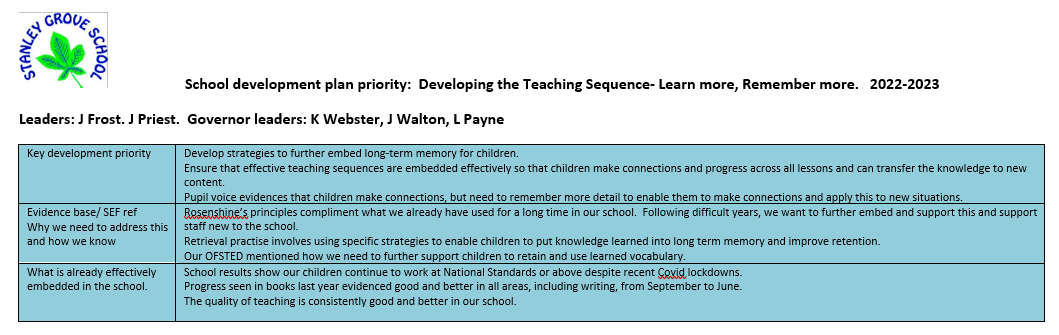 STANLEY GROVE SCHOOL
School development plan priority:  Developing the Teaching Sequence- Learn more, Remember more.   2022-2023
Leaders: J Frost. J Priest.  Governor leaders: K Webster, J Walton, L Payne
Key development priority
Develop strategies to further embed long-term memory for children.
Ensure that effective teaching sequences are embedded effectively so that children make connections and progress across all lessons and can transfer the knowledge to new
content.
Pupil voice evidences that children make connections, but need to remember more detail to enable them to make connections and apply this to new situations.
Evidence base/ SEF ref
Why we need to address this
and how we know
Rosenshine's principles compliment what we already have used for a long time in our school.  Following difficult years, we want to further embed and support this and support
staff new to the school.
Retrieval practise involves using specific strategies to enable children to put knowledge learned into long term memory and improve retention.
Our OFSTED mentioned how we need to further support children to retain and use learned vocabulary.
What is already effectively
embedded in the school.
School results show our children continue to work at National Standards or above despite recent Covid lockdowns.
Progress seen in books last year evidenced good and better in all areas, including writing, from September to June.
The quality of teaching is consistently good and better in our school.